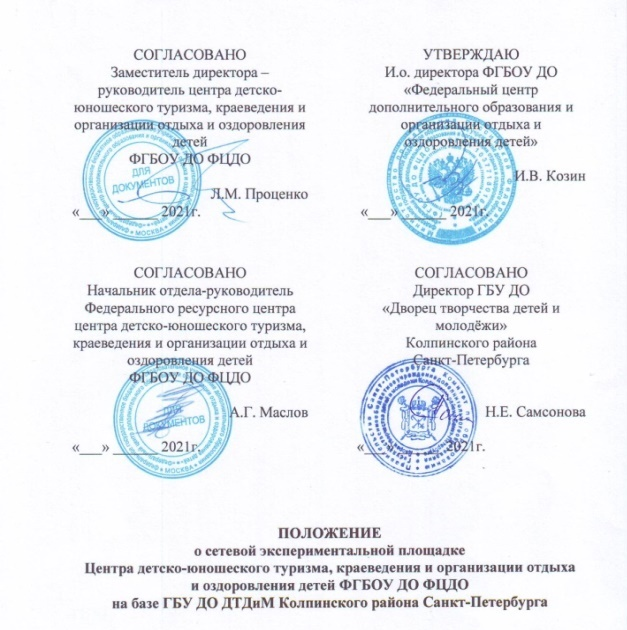 СОГЛАСОВАНО
Заместитель директора –
руководитель центра детско-
юношеского туризма, краеведения и
организации отдыха и оздоровления
детей
ФГБОУ ДО ФЦДО
Л.М. Проценко
«___» ______ 2021г.
УТВЕРЖДАЮ
И.о. директора ФГБОУ ДО
«Федеральный центр
дополнительного образования и
организации отдыха и
оздоровления детей»
И.В. Козин
«___» ______ 2021г.
ДЛЯ
ДОКУМЕНТОВ
СОГЛАСОВАНО
Начальник отдела-руководитель
Федерального ресурсного центра
центра детско-юношеского туризма,
краеведения и организации отдыха и
оздоровления детей
ФГБОУ ДО ФЦДО
А.Г. Маслов
«___» ______ 2021г.
ДЛЯ
ДОКУМЕНТОВ
СОГЛАСОВАНО
Директор ГБУ ДО
«Дворец творчества детей и
молодёжи»
Колпинского района
Санкт-Петербурга
Н.Е. Самсонова
«___» ______ 2021г.
ПОЛОЖЕНИЕ
о сетевой экспериментальной площадке
Центра детско-юношеского туризма, краеведения и организации отдыха
и оздоровления детей ФГБОУ ДО ФЦДО
на базе ГБУ ДО ДТДиМ Колпинского района Санкт-Петербурга